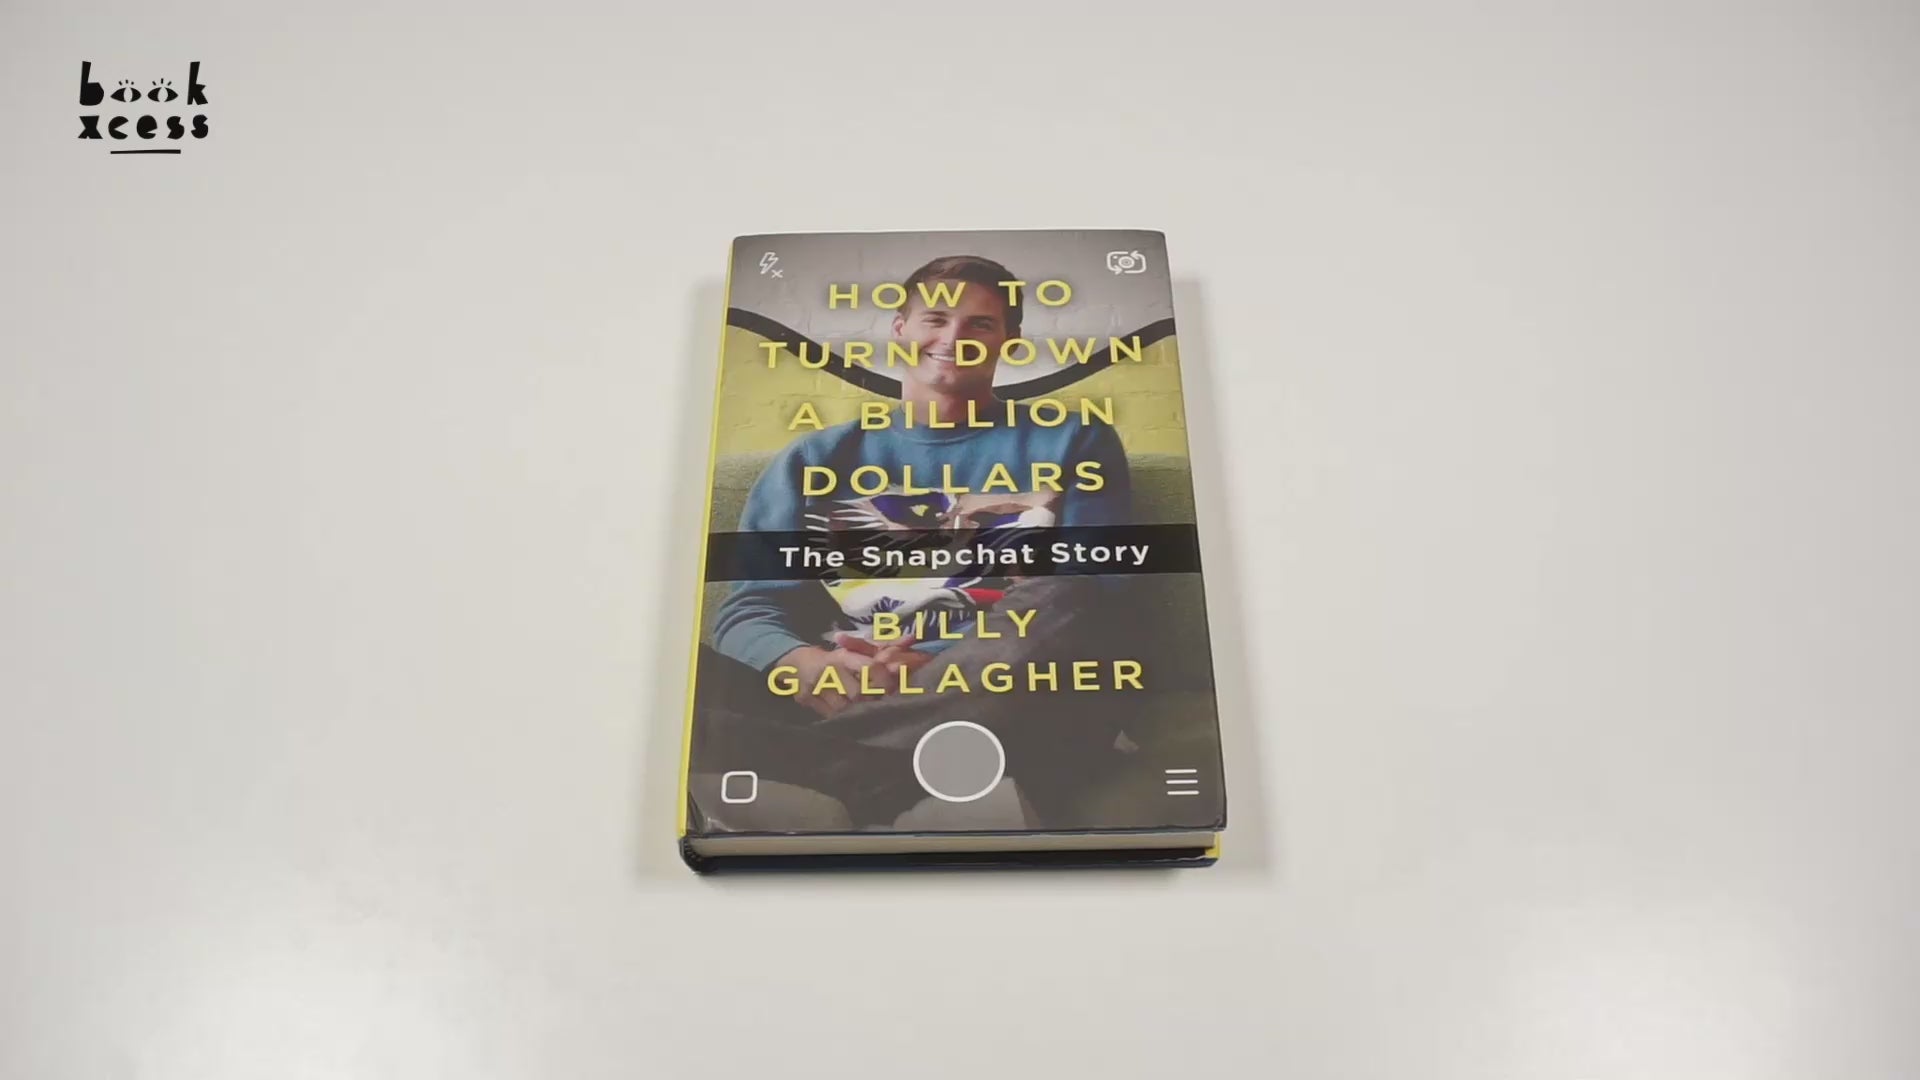 book
xcess
HOW TO
TURN DOWN
A BILLION
DOLLARS
The Snapchat Story
BILLY
GALLAGHER